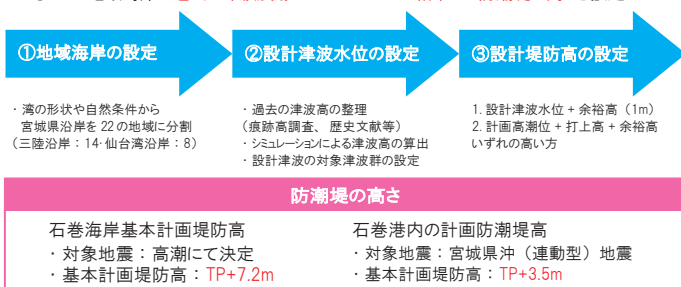 ①地域海岸の設定
②設計津波水位の設定
③設計堤防高の設定
・湾の形状や自然条件から
宮城県沿岸を22の地域に分割
（三陸沿岸：14・仙台湾沿岸：8）
・過去の津波高の整理
（痕跡高調査、歴史文献等）
・シミュレーションによる津波高の算出
・設計津波の対象津波群の設定
1. 設計津波水位 + 余裕高（1m）
2. 計画高潮位 + 打上高 + 余裕高
いずれの高い方
防潮堤の高さ
石巻海岸基本計画堤防高
・対象地震：高潮にて決定
・基本計画堤防高：TP+7.2m
石巻港内の計画防潮堤高
・対象地震：宮城県沖（連動型）地震
・基本計画堤防高：TP+3.5m